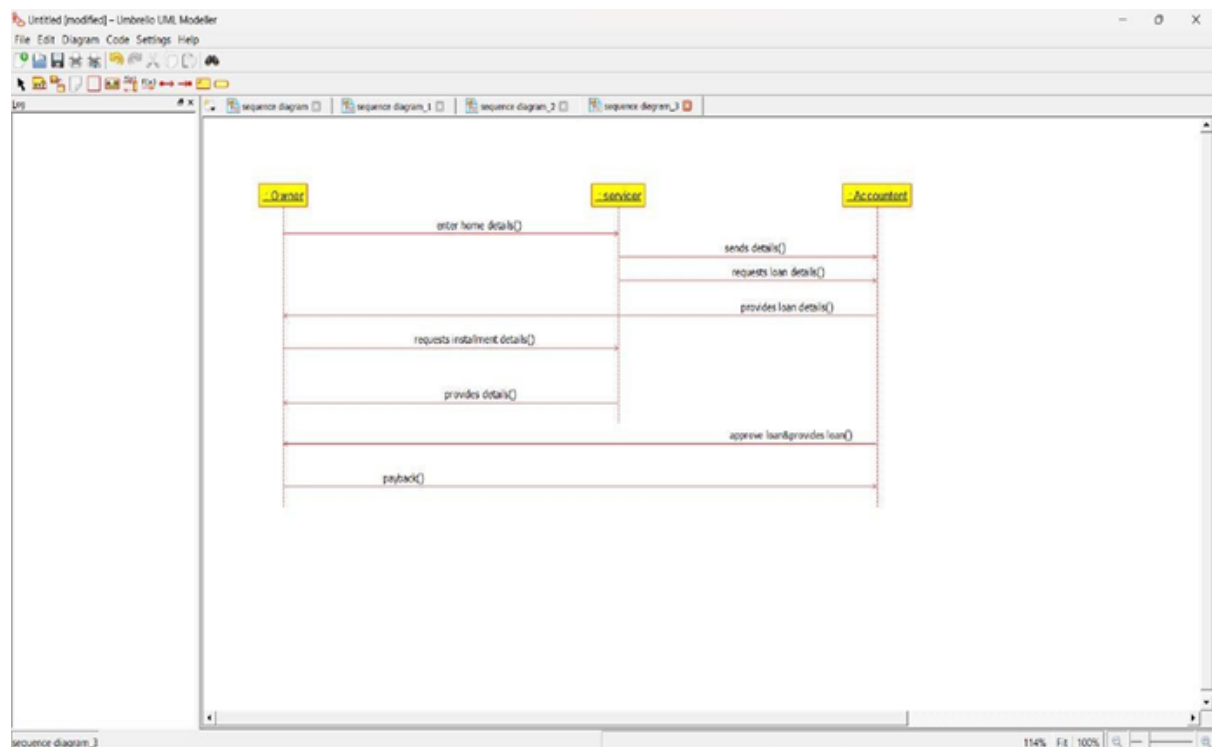 Untitled [modified] – Umbrello UML Modeller
File Edit Diagram Code Settings Help
Log
sequence diagram
sequence diagram_1
sequence diagram_2
sequence diagram_3
: Owner
: servicer
: Accountent
enter home details()
sends details()
requests loan details()
provides loan details()
requests installment details()
provides details()
approve loan&provides loan()
payback()
sequence diagram_3
114% Fit 100%